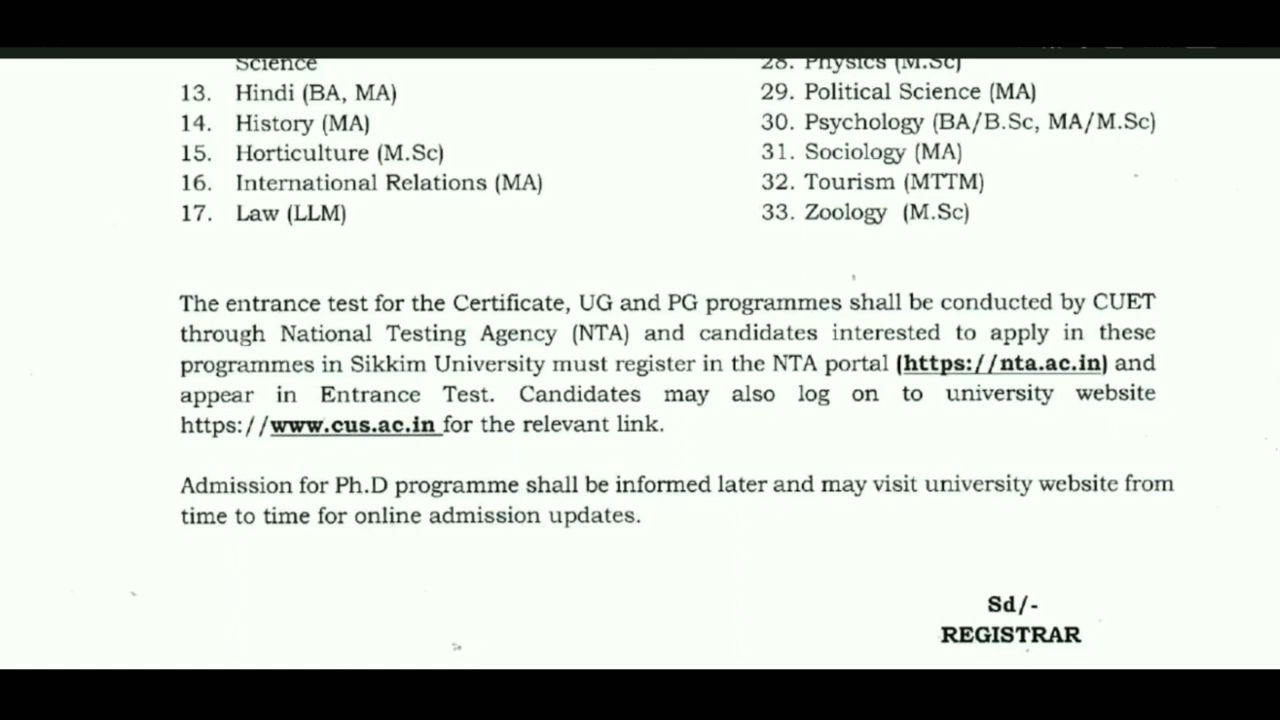 Science
13. Hindi (BA, MA)
14. History (MA)
15. Horticulture (M.Sc)
16. International Relations (MA)
17. Law (LLM)
28. Physics (M.Sc)
29. Political Science (MA)
30. Psychology (BA/B.Sc, MA/M.Sc)
31. Sociology (MA)
32. Tourism (MTTM)
33. Zoology (M.Sc)
The entrance test for the Certificate, UG and PG programmes shall be conducted by CUET
through National Testing Agency (NTA) and candidates interested to apply in these
programmes in Sikkim University must register in the NTA portal (https://nta.ac.in) and
appear in Entrance Test. Candidates may also log on to university website
https://www.cus.ac.in for the relevant link.
Admission for Ph.D programme shall be informed later and may visit university website from
time to time for online admission updates.
Sd/-
REGISTRAR